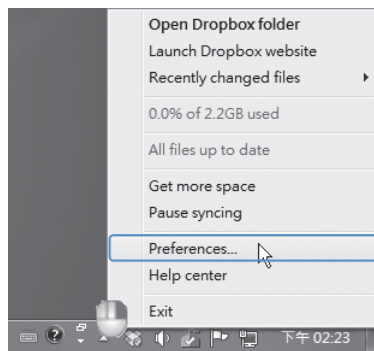 Open Dropbox folder
Launch Dropbox website
Recently changed files
0.0% of 2.2GB used
All files up to date
Get more space
Pause syncing
Preferences...
Help center
Exit
下午 02:23